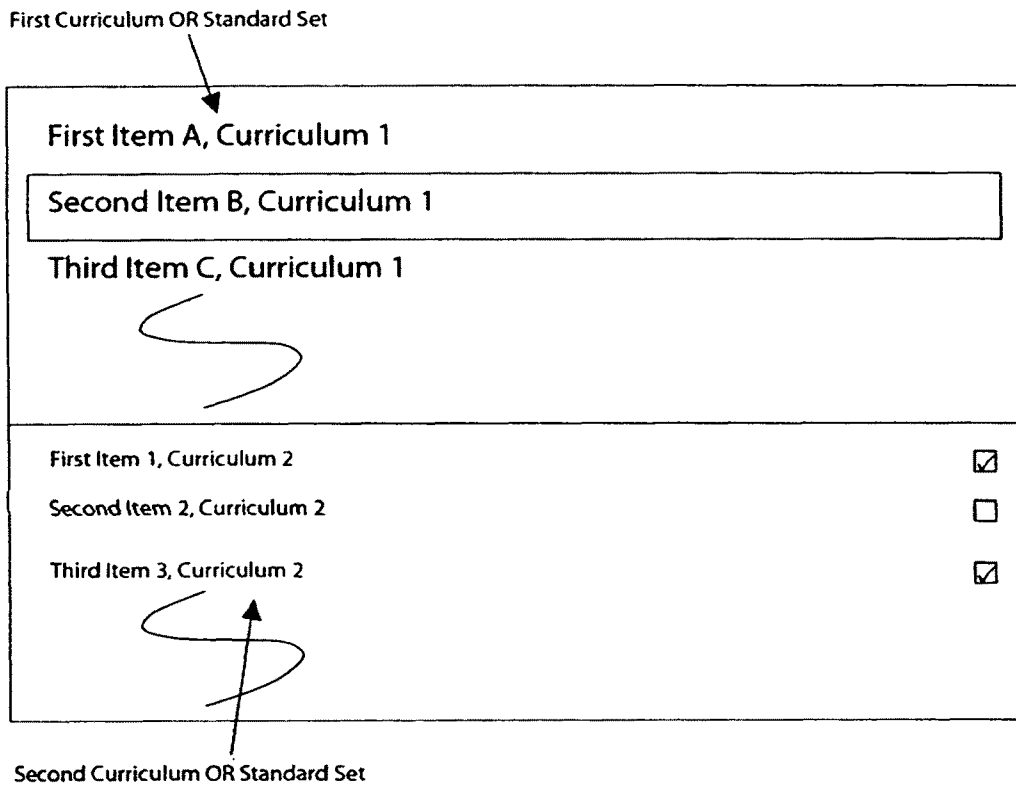 First Curriculum OR Standard Set
First Item A, Curriculum 1
Second Item B, Curriculum 1
Third Item C, Curriculum 1
First Item 1, Curriculum 2
Second Item 2, Curriculum 2
Third Item 3, Curriculum 2
Second Curriculum OR Standard Set